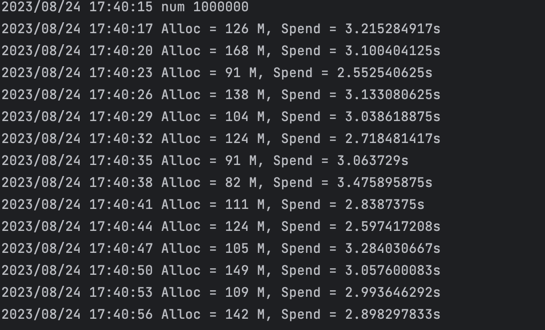 2023/08/24 17:40:15 num 1000000
2023/08/24 17:40:17 Alloc = 126 M, Spend = 3.215284917s
2023/08/24 17:40:20 Alloc = 168 M, Spend = 3.100404125s
2023/08/24 17:40:23 Alloc = 91 M, Spend = 2.552540625s
2023/08/24 17:40:26 Alloc = 138 M, Spend = 3.133080625s
2023/08/24 17:40:29 Alloc = 104 M, Spend = 3.038618875s
2023/08/24 17:40:32 Alloc = 124 M, Spend = 2.718481417s
2023/08/24 17:40:35 Alloc = 91 M, Spend = 3.063729s
2023/08/24 17:40:38 Alloc = 82 M, Spend = 3.475895875s
2023/08/24 17:40:41 Alloc = 111 M, Spend = 2.8387375s
2023/08/24 17:40:44 Alloc = 124 M, Spend = 2.597417208s
2023/08/24 17:40:47 Alloc = 105 M, Spend = 3.284030667s
2023/08/24 17:40:50 Alloc = 149 M, Spend = 3.057600083s
2023/08/24 17:40:53 Alloc = 109 M, Spend = 2.993646292s
2023/08/24 17:40:56 Alloc = 142 M, Spend = 2.898297833s